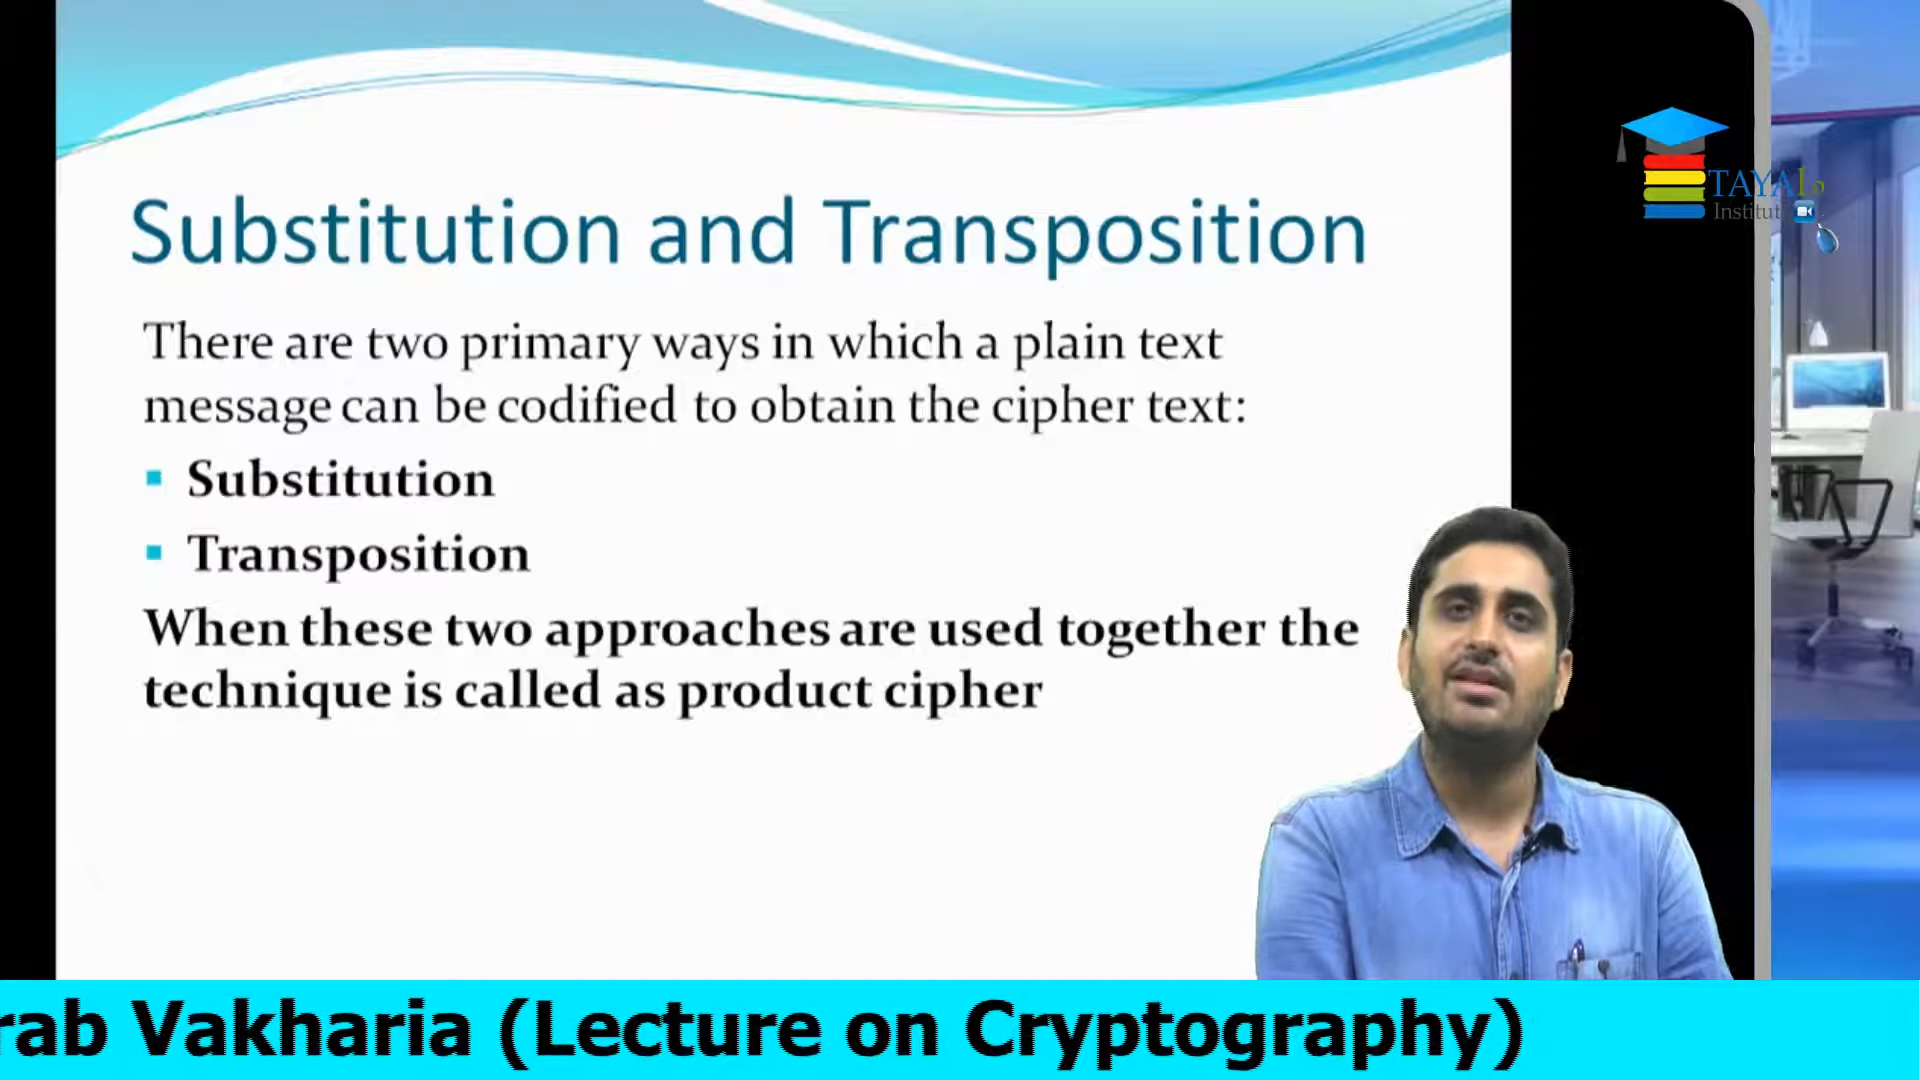 Substitution and Transposition
There are two primary ways in which a plain text
message can be codified to obtain the cipher text:
Substitution
Transposition
When these two approaches are used together the
technique is called as product cipher
TAYAL
Institut
rab Vakharia (Lecture on Cryptography)